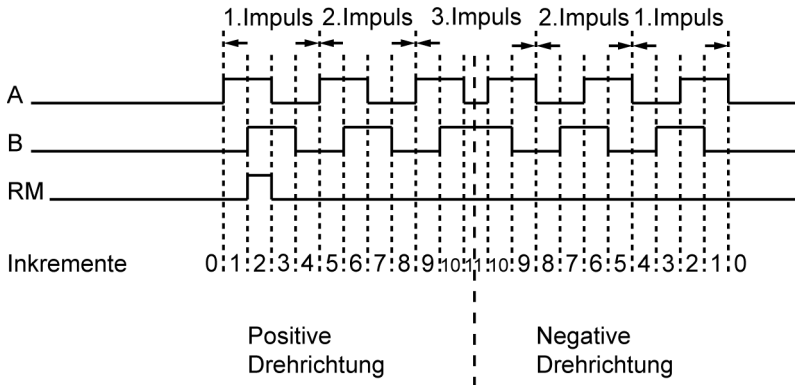 1.Impuls 2.Impuls 3.Impuls 2.Impuls 1.Impuls
A
B
RM
Inkremente 0 1 2 3 4 5 6 7 8 9 10 11 10 9 8 7 6 5 4 3 2 1 0
Positive Negative
Drehrichtung Drehrichtung